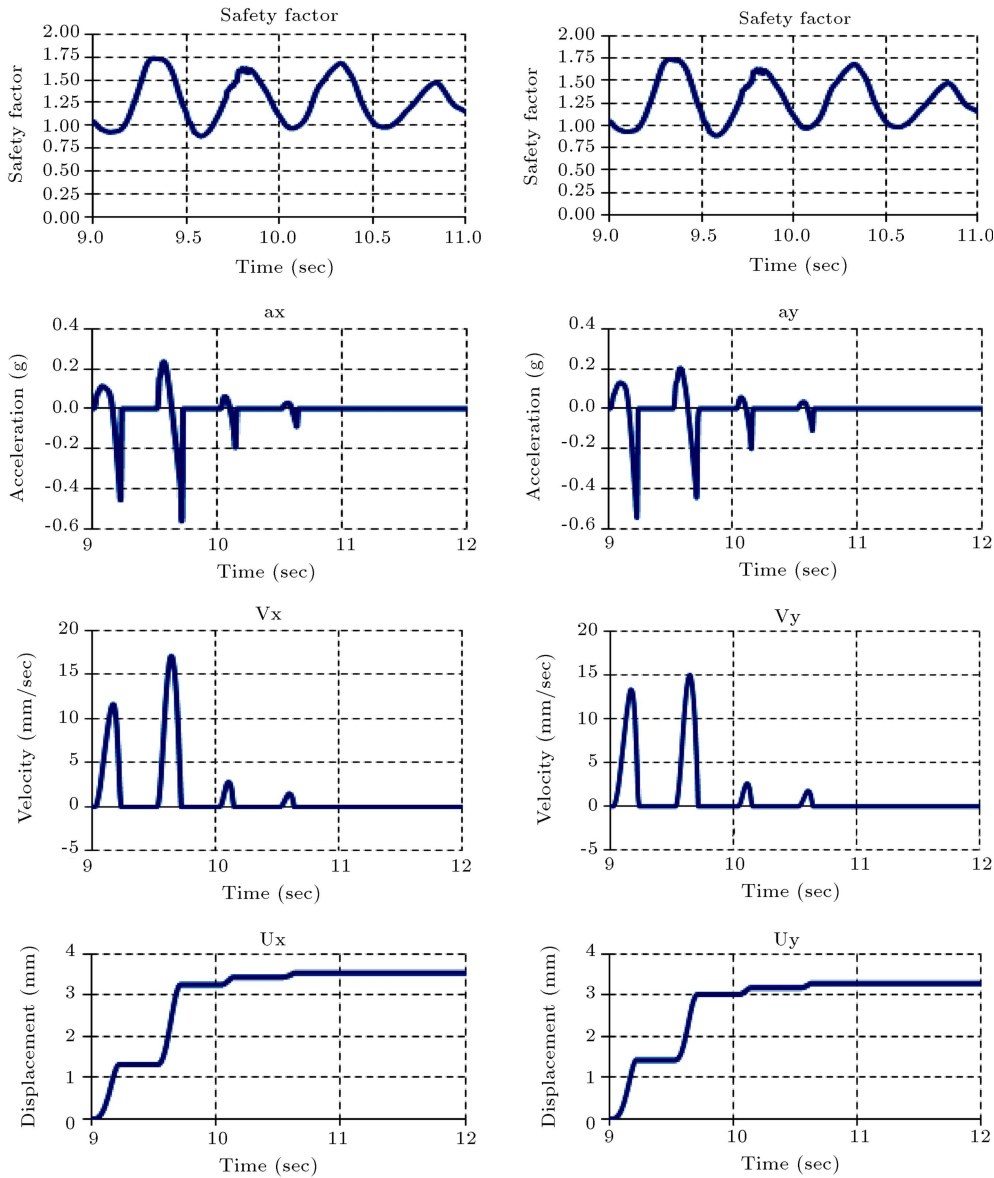 Safety factor
Safety factor
2.00
1.75
1.50
1.25
1.00
0.75
0.50
0.25
0.00
9.0 9.5 10.0 10.5 11.0
Time (sec)
Safety factor
Safety factor
2.00
1.75
1.50
1.25
1.00
0.75
0.50
0.25
0.00
9.0 9.5 10.0 10.5 11.0
Time (sec)
ax
Acceleration (g)
0.4
0.2
0.0
-0.2
-0.4
-0.6
9 10 11 12
Time (sec)
ay
Acceleration (g)
0.4
0.2
0.0
-0.2
-0.4
-0.6
9 10 11 12
Time (sec)
Vx
Velocity (mm/sec)
20
15
10
5
0
-5
9 10 11 12
Time (sec)
Vy
Velocity (mm/sec)
20
15
10
5
0
-5
9 10 11 12
Time (sec)
Ux
Displacement (mm)
4
3
2
1
0
9 10 11 12
Time (sec)
Uy
Displacement (mm)
4
3
2
1
0
9 10 11 12
Time (sec)